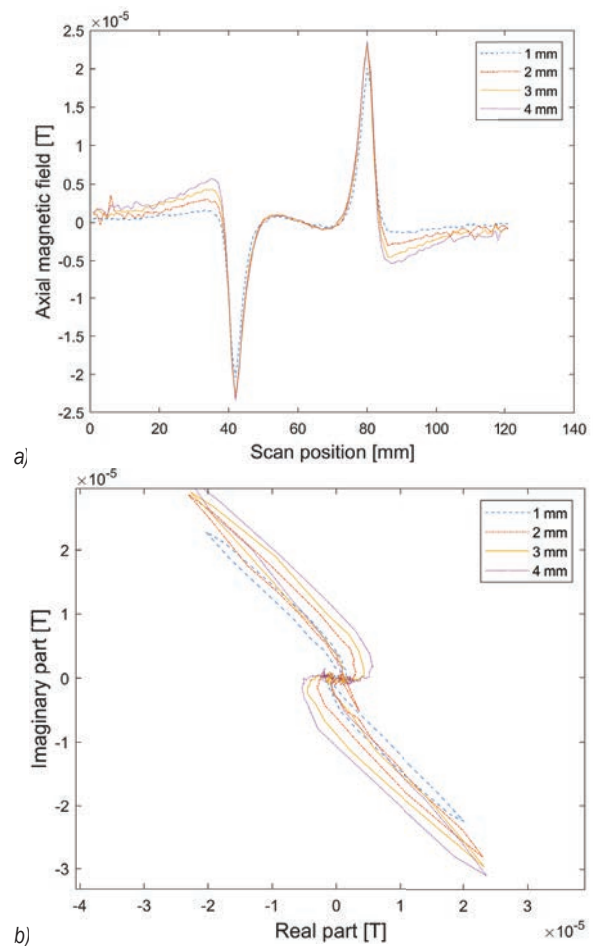 ×10⁻⁵
2.5
2
1.5
1
0.5
0
-0.5
-1
-1.5
-2
-2.5
Axial magnetic field [T]
1 mm
2 mm
3 mm
4 mm
0 20 40 60 80 100 120 140
Scan position [mm]
a)
×10⁻⁵
2
1
0
-1
-2
-3
Imaginary part [T]
1 mm
2 mm
3 mm
4 mm
-4 -3 -2 -1 0 1 2 3
Real part [T]
×10⁻⁵
b)